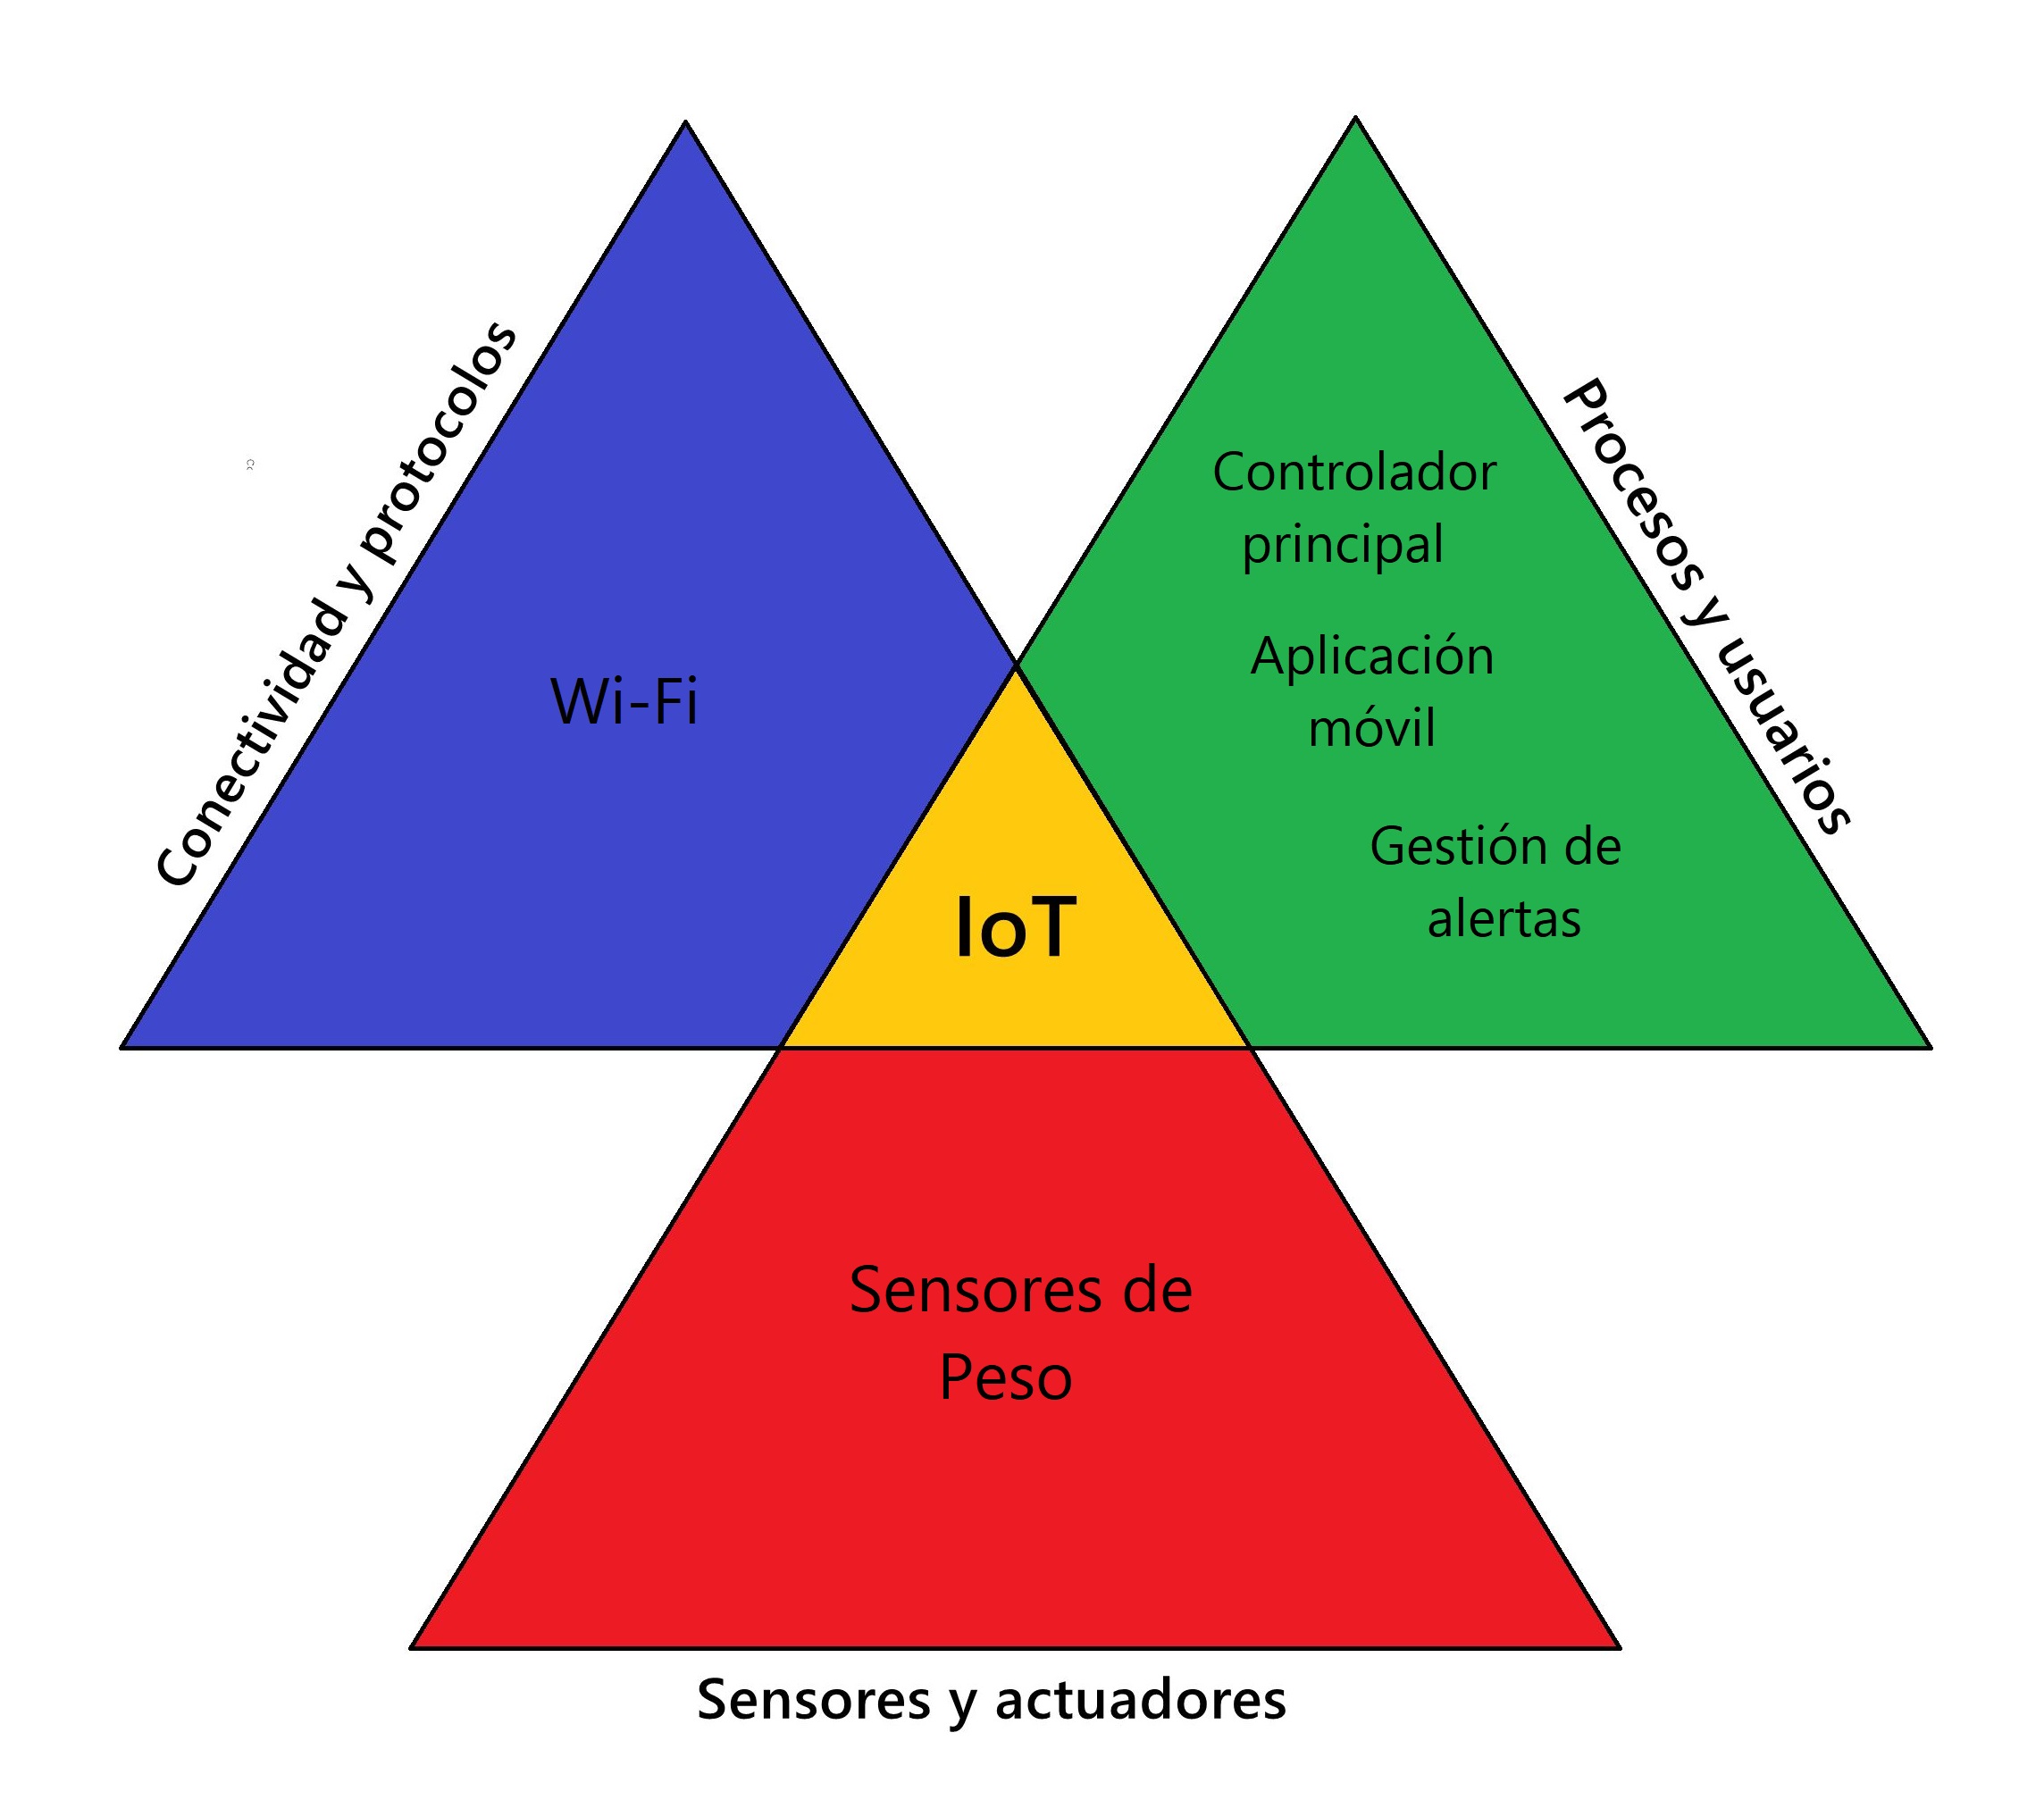 Conectividad y protocolos
Procesos y usuarios
Controlador
principal
Aplicación
móvil
Wi-Fi
Gestión de
alertas
IoT
Sensores de
Peso
Sensores y actuadores